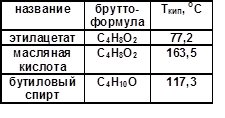 название брутто- Tкип, °C
формула
этилацетат C4H8O2 77,2
масляная C4H8O2 163,5
кислота
бутиловый C4H10O 117,3
спирт